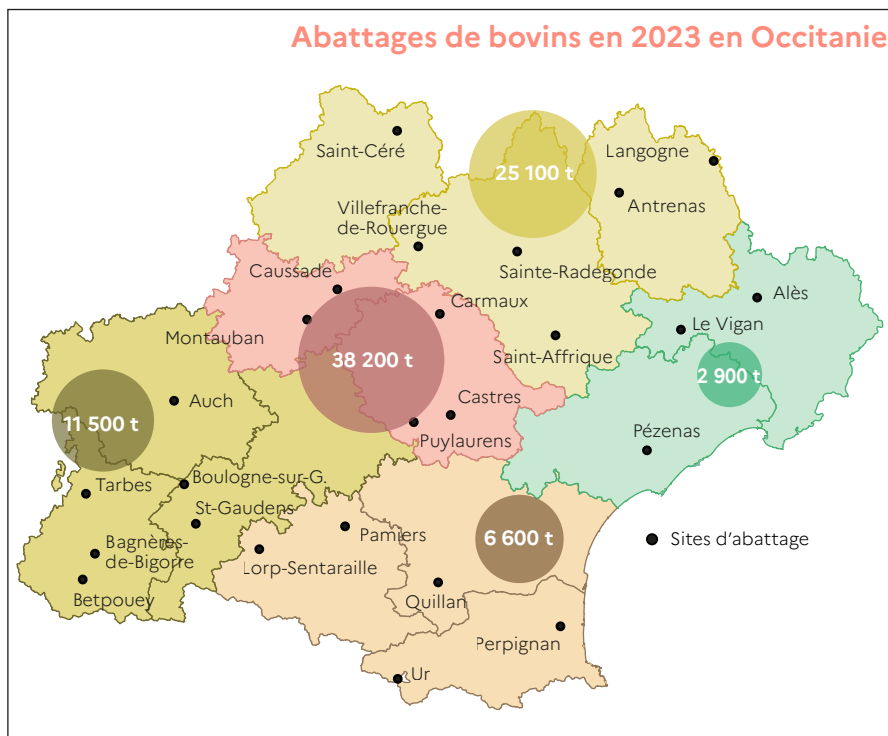 Abattages de bovins en 2023 en Occitanie
Saint-Céré
25 100 t
Langogne
Antrenas
Villefranche-
de-Rouergue
Sainte-Radegonde
Caussade
Carmaux
Alès
Montauban
Le Vigan
Saint-Affrique
38 200 t
2 900 t
Auch
Castres
11 500 t
Puylaurens
Pézenas
Boulogne-sur-G.
Tarbes
St-Gaudens
Pamiers
6 600 t
Sites d'abattage
Bagnères-
de-Bigorre
Lorp-Sentaraille
Betpouey
Quillan
Perpignan
Ur